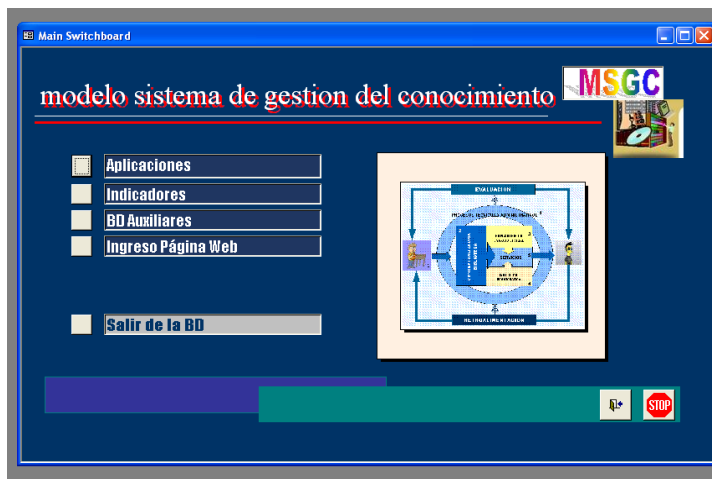 Main Switchboard
modelo sistema de gestion del conocimiento
MSGC
Aplicaciones
Indicadores
BD Auxiliares
Ingreso Página Web
Salir de la BD
EVALUACION
SERVICIOS
RETROALIMENTACION
STOP